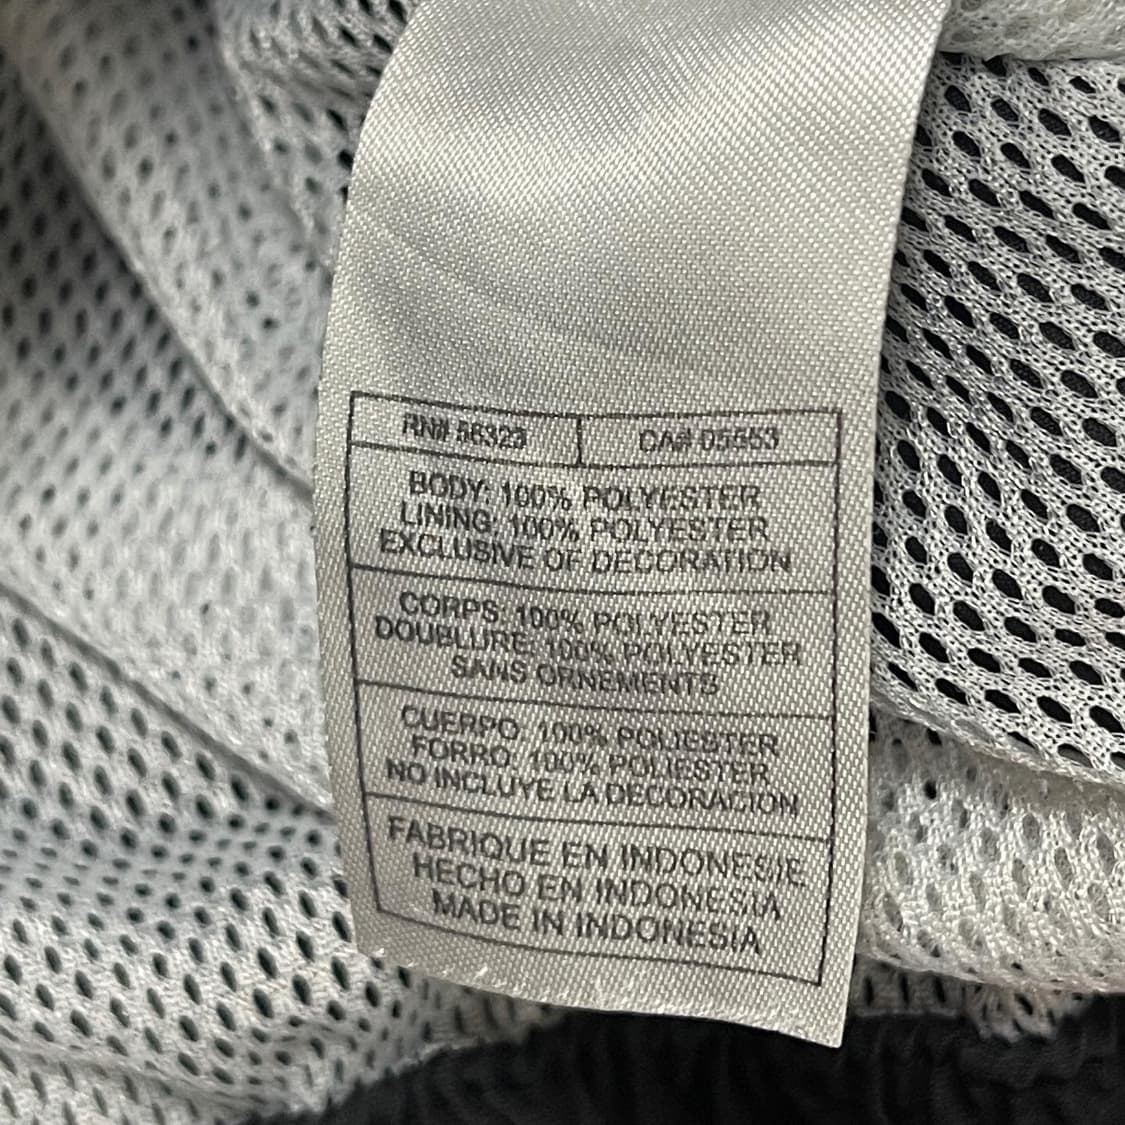 RN# 56323
CA# 05553
BODY: 100% POLYESTER
LINING: 100% POLYESTER
EXCLUSIVE OF DECORATION
CORPS: 100% POLYESTER
DOUBLURE: 100% POLYESTER
SANS ORNEMENTS
CUERPO: 100% POLIESTER
FORRO: 100% POLIESTER
NO INCLUYE LA DECORACION
FABRIQUE EN INDONESIE
HECHO EN INDONESIA
MADE IN INDONESIA